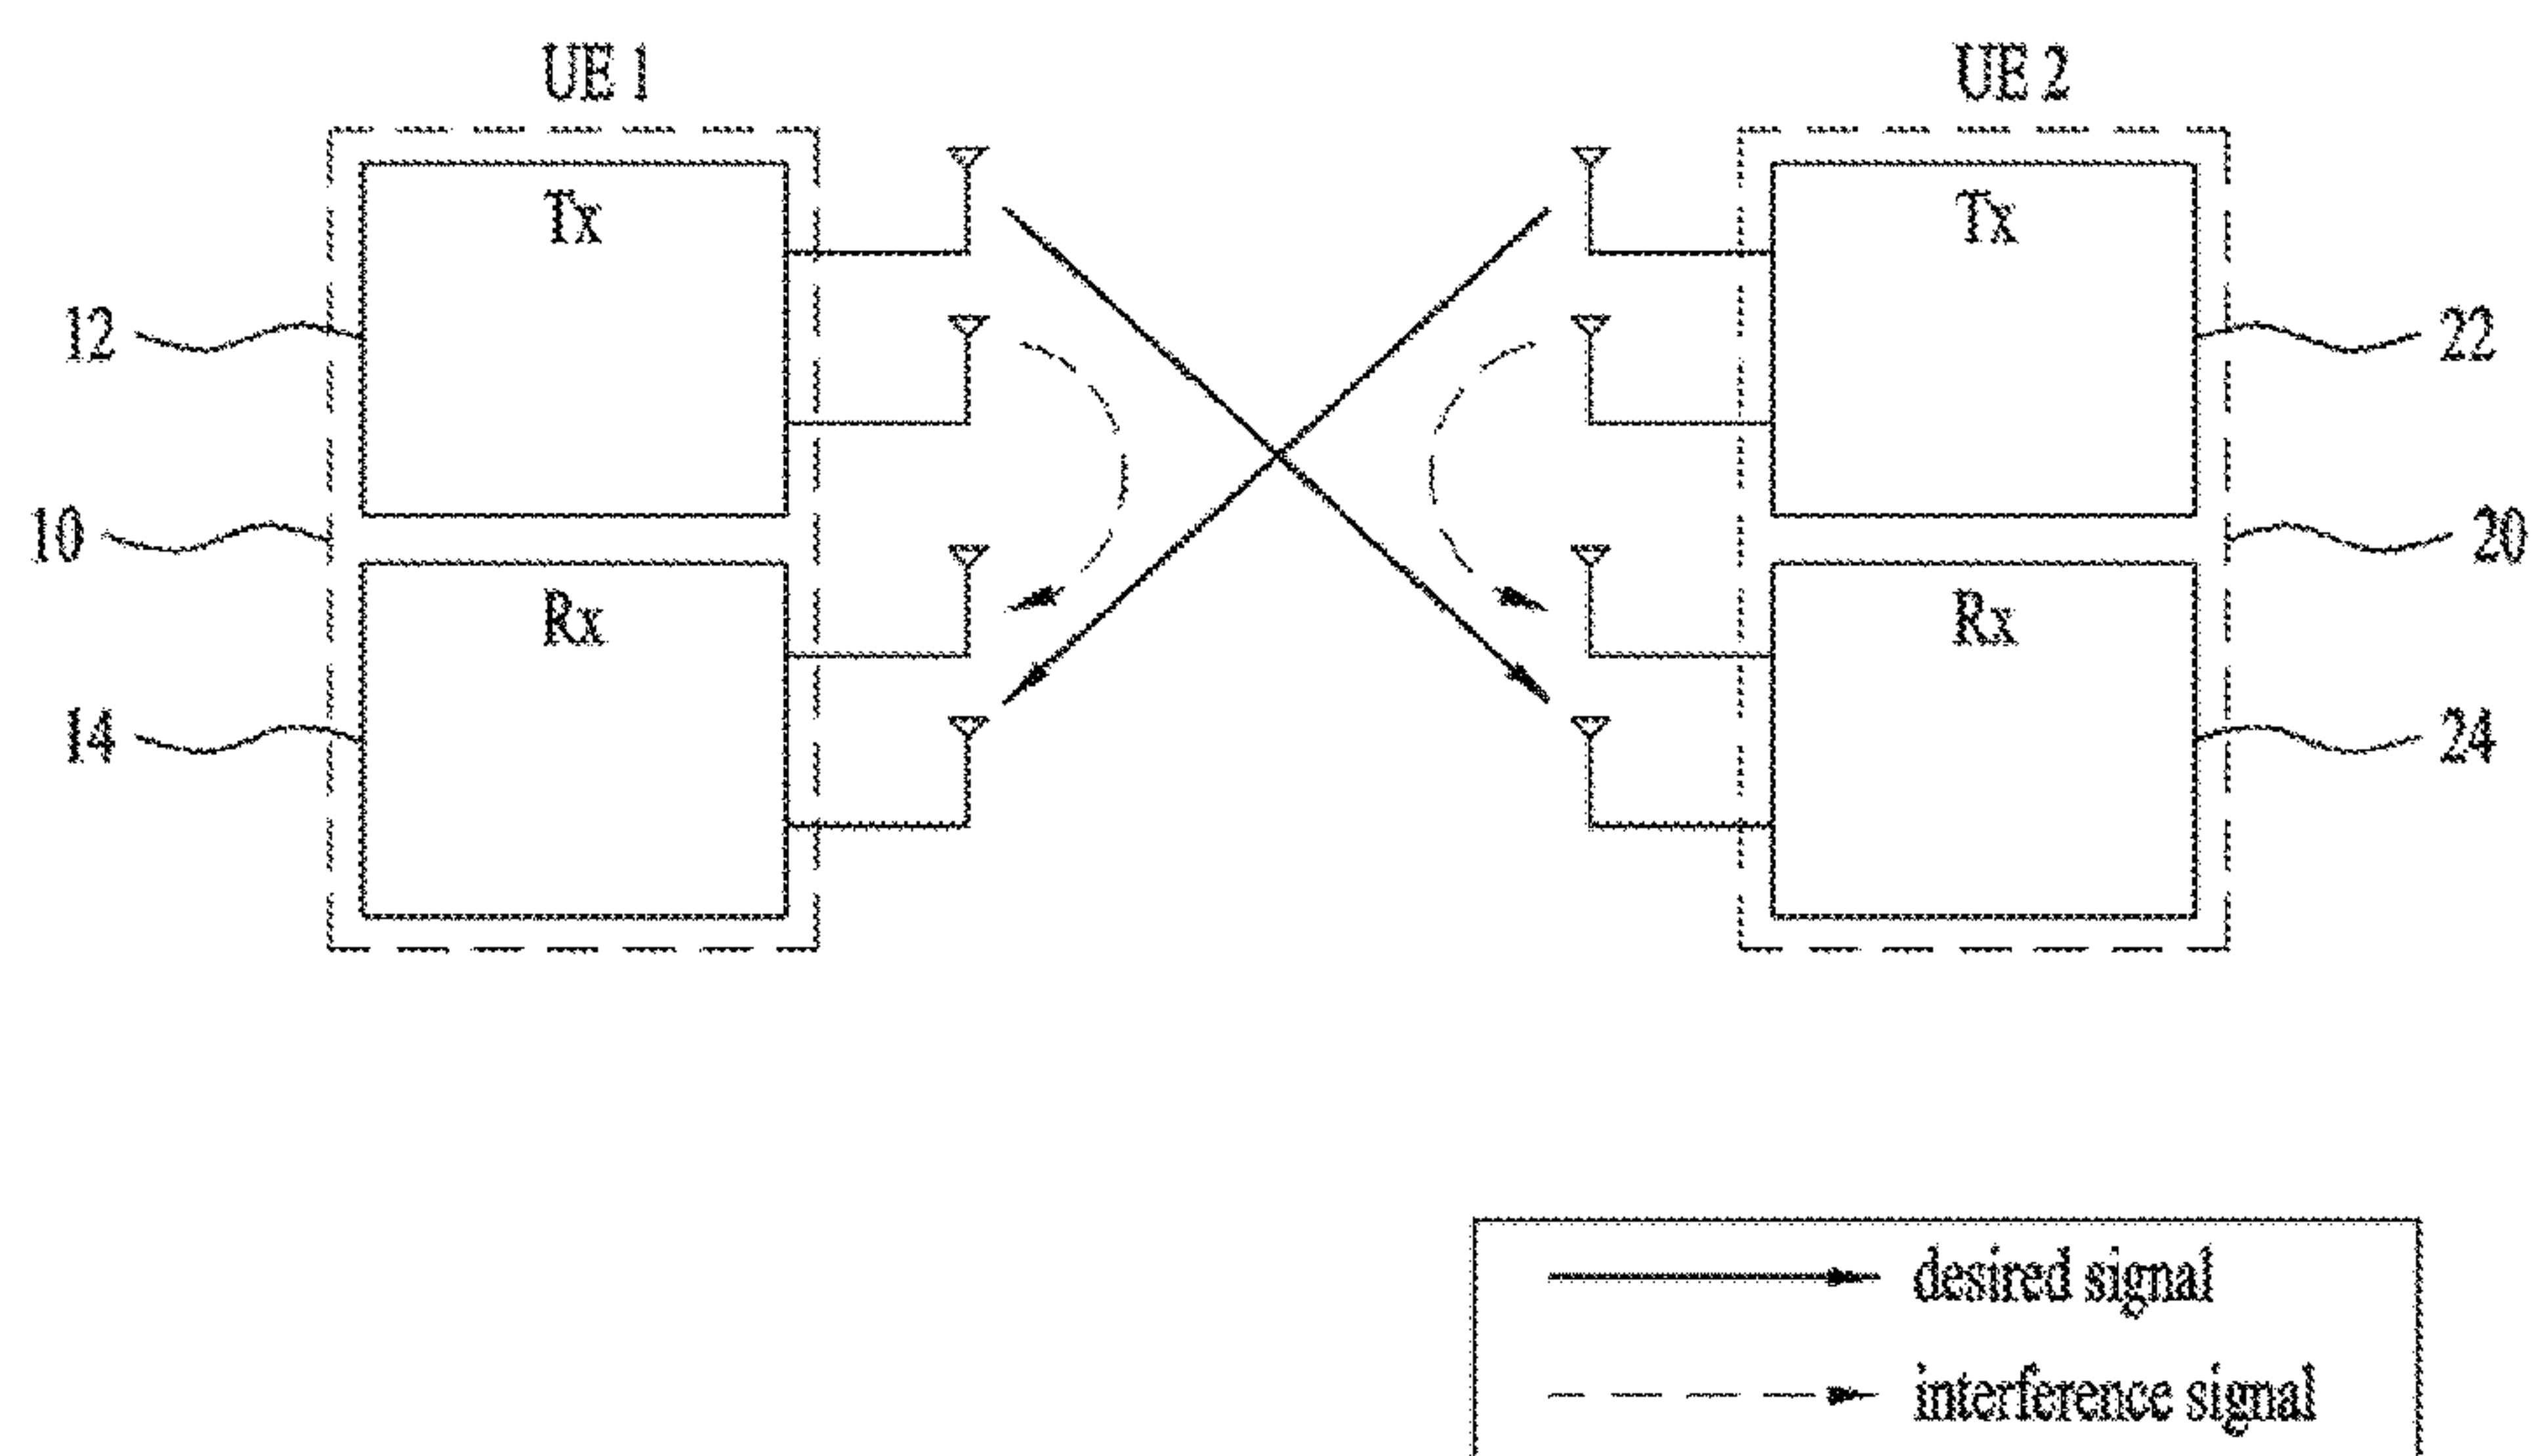 UE 1
UE 2
Tx
Tx
12
22
10
20
Rx
Rx
14
24
desired signal
interference signal